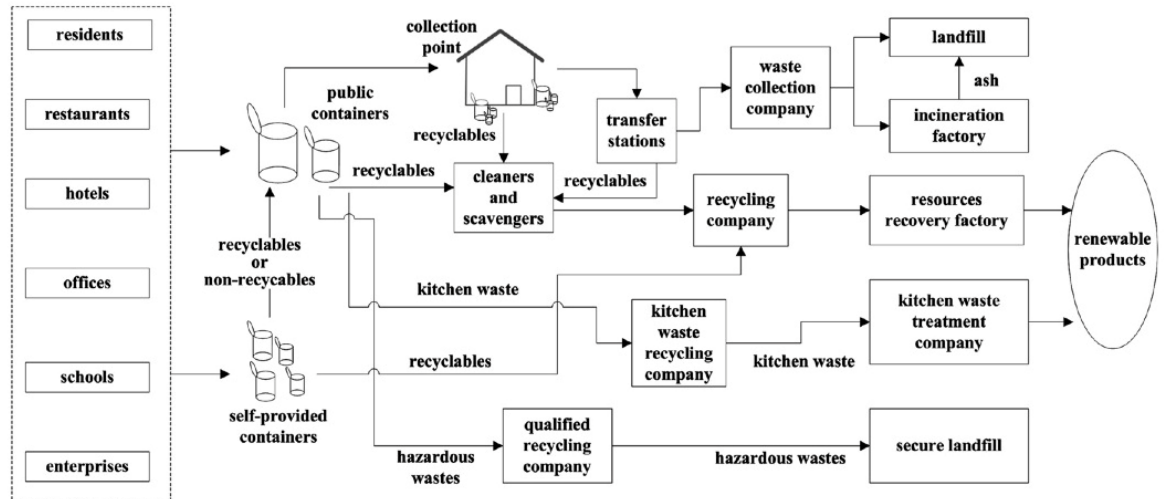 residents
restaurants
hotels
offices
schools
enterprises
public
containers
recyclables
or
non-recycables
self-provided
containers
collection
point
recyclables
recyclables
recyclables
cleaners
and
scavengers
transfer
stations
waste
collection
company
landfill
ash
incineration
factory
recycling
company
resources
recovery factory
renewable
products
kitchen waste
kitchen
waste
recycling
company
kitchen waste
kitchen waste
treatment
company
recyclables
hazardous
wastes
qualified
recycling
company
hazardous wastes
secure landfill